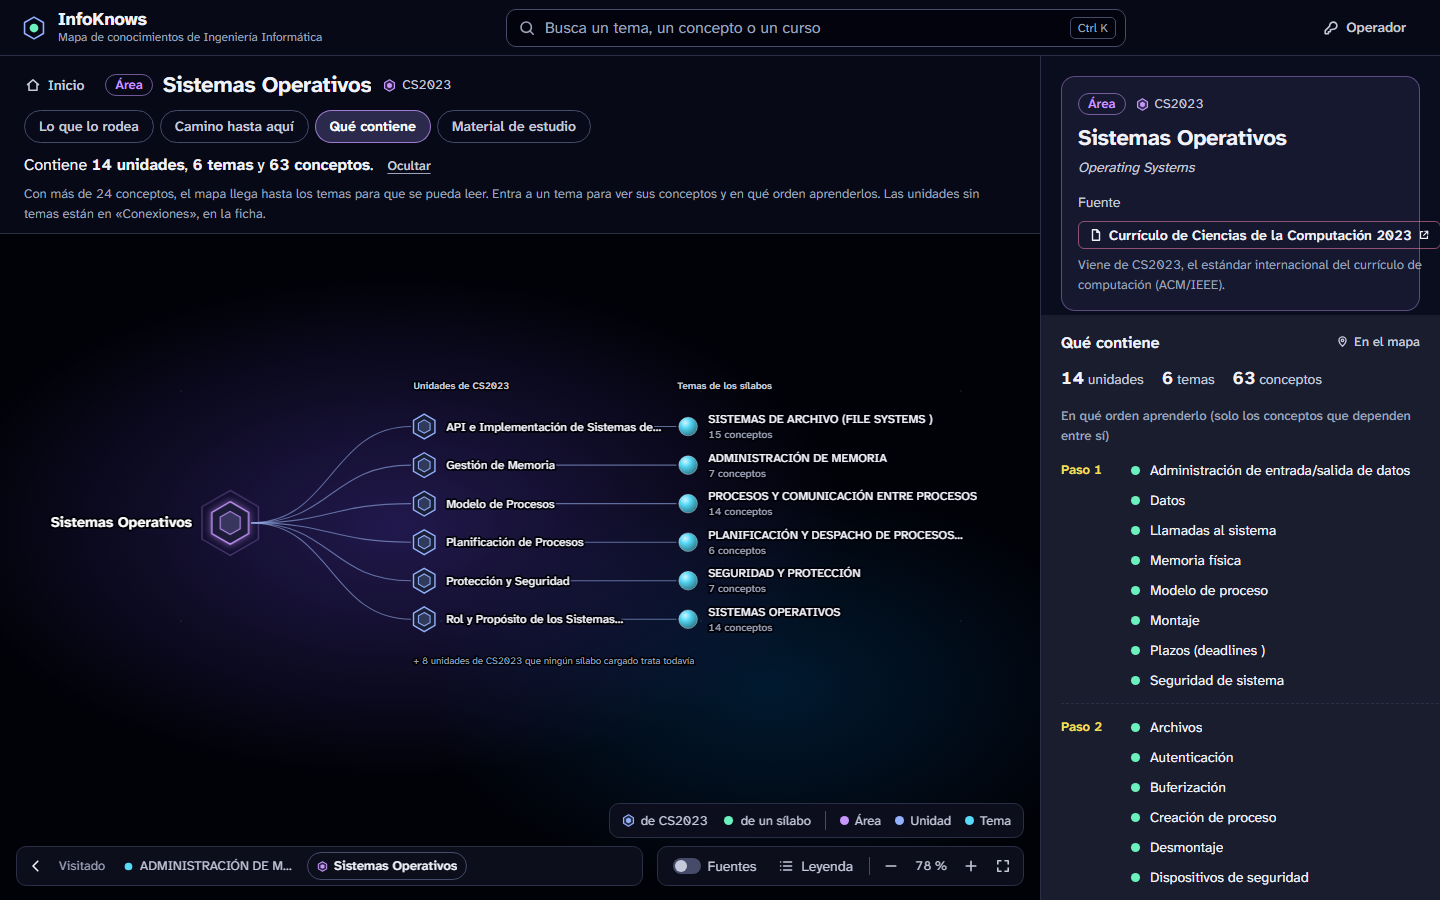 InfoKnows
Mapa de conocimientos de Ingeniería Informática
Busca un tema, un concepto o un curso
Ctrl K
Operador
Inicio
Área
Sistemas Operativos
CS2023
Lo que lo rodea
Camino hasta aquí
Qué contiene
Material de estudio
Contiene 14 unidades, 6 temas y 63 conceptos.
Ocultar
Con más de 24 conceptos, el mapa llega hasta los temas para que se pueda leer. Entra a un tema para ver sus conceptos y en qué orden aprenderlos. Las unidades sin
temas están en «Conexiones», en la ficha.
Unidades de CS2023
Temas de los sílabos
Sistemas Operativos
API e Implementación de Sistemas de...
SISTEMAS DE ARCHIVO (FILE SYSTEMS )
15 conceptos
Gestión de Memoria
ADMINISTRACIÓN DE MEMORIA
7 conceptos
Modelo de Procesos
PROCESOS Y COMUNICACIÓN ENTRE PROCESOS
14 conceptos
Planificación de Procesos
PLANIFICACIÓN Y DESPACHO DE PROCESOS...
6 conceptos
Protección y Seguridad
SEGURIDAD Y PROTECCIÓN
7 conceptos
Rol y Propósito de los Sistemas...
SISTEMAS OPERATIVOS
14 conceptos
+ 8 unidades de CS2023 que ningún sílabo cargado trata todavía
de CS2023
de un sílabo
Área
Unidad
Tema
Visitado
ADMINISTRACIÓN DE M...
Sistemas Operativos
Fuentes
Leyenda
78 %
Área
CS2023
Sistemas Operativos
Operating Systems
Fuente
Currículo de Ciencias de la Computación 2023
Viene de CS2023, el estándar internacional del currículo de
computación (ACM/IEEE).
Qué contiene
En el mapa
14 unidades 6 temas 63 conceptos
En qué orden aprenderlo (solo los conceptos que dependen
entre sí)
Paso 1
Administración de entrada/salida de datos
Datos
Llamadas al sistema
Memoria física
Modelo de proceso
Montaje
Plazos (deadlines )
Seguridad de sistema
Paso 2
Archivos
Autenticación
Buferización
Creación de proceso
Desmontaje
Dispositivos de seguridad